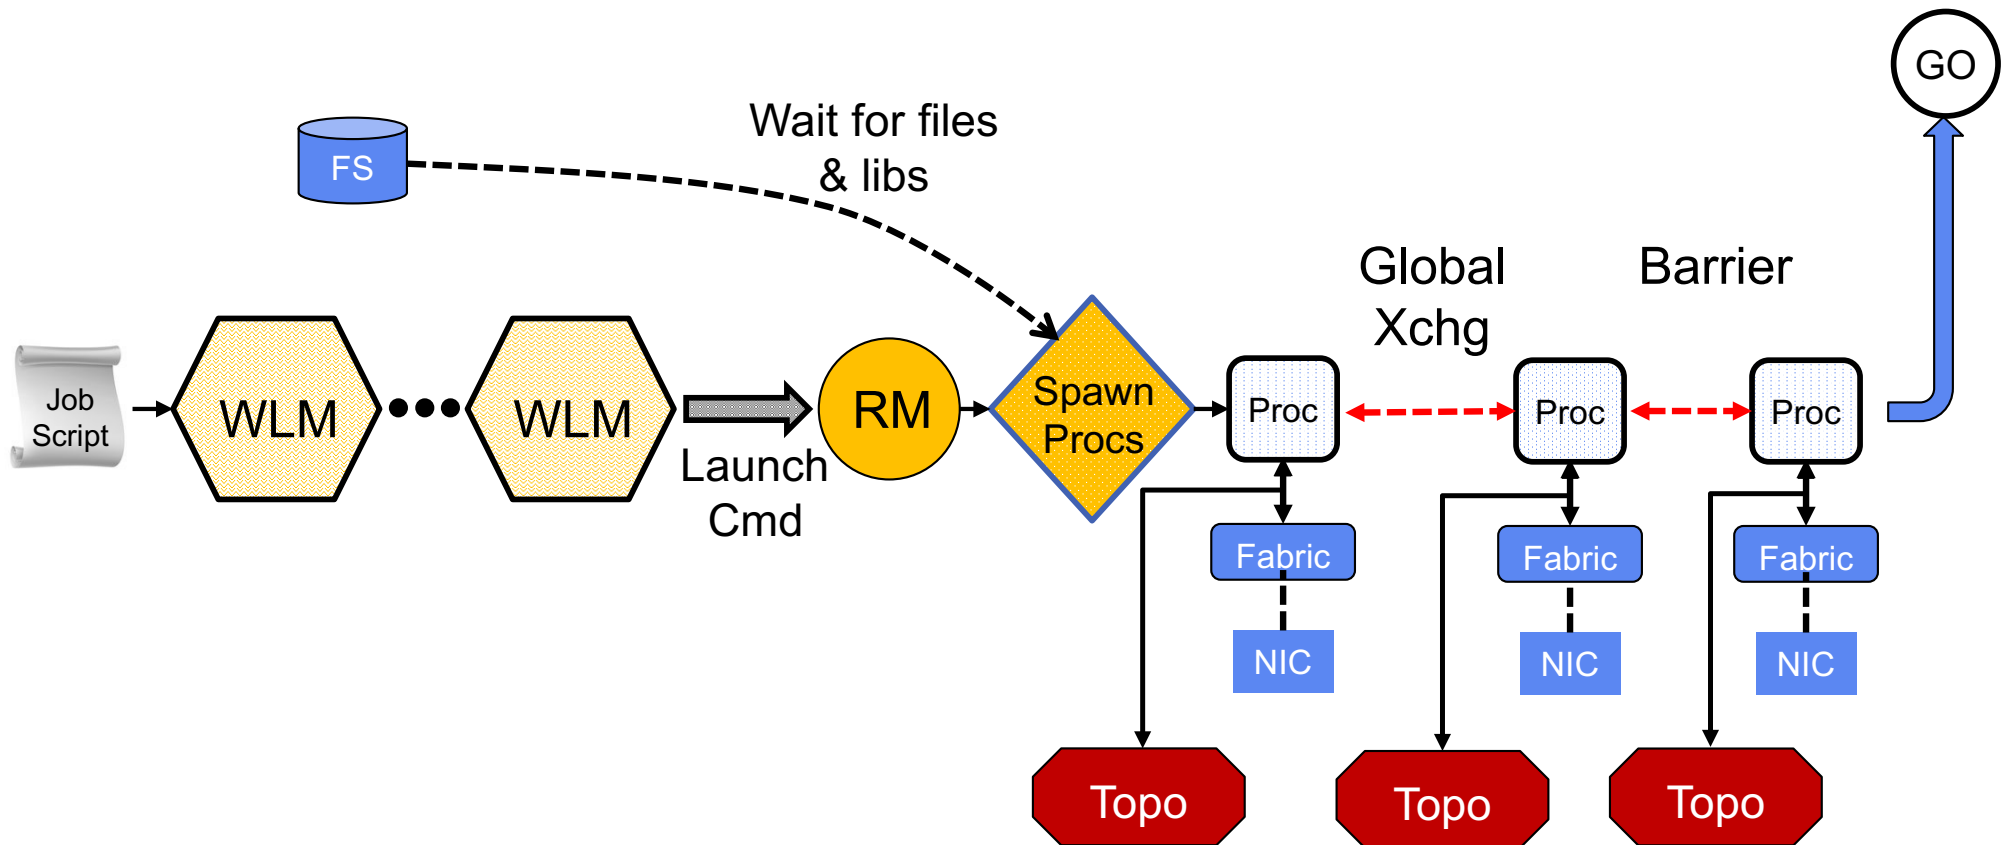 GO
Wait for files
& libs
FS
Global
Xchg
Barrier
Job
Script
WLM
WLM
Launch
Cmd
RM
Spawn
Procs
Proc
Proc
Proc
Fabric
Fabric
Fabric
NIC
NIC
NIC
Topo
Topo
Topo